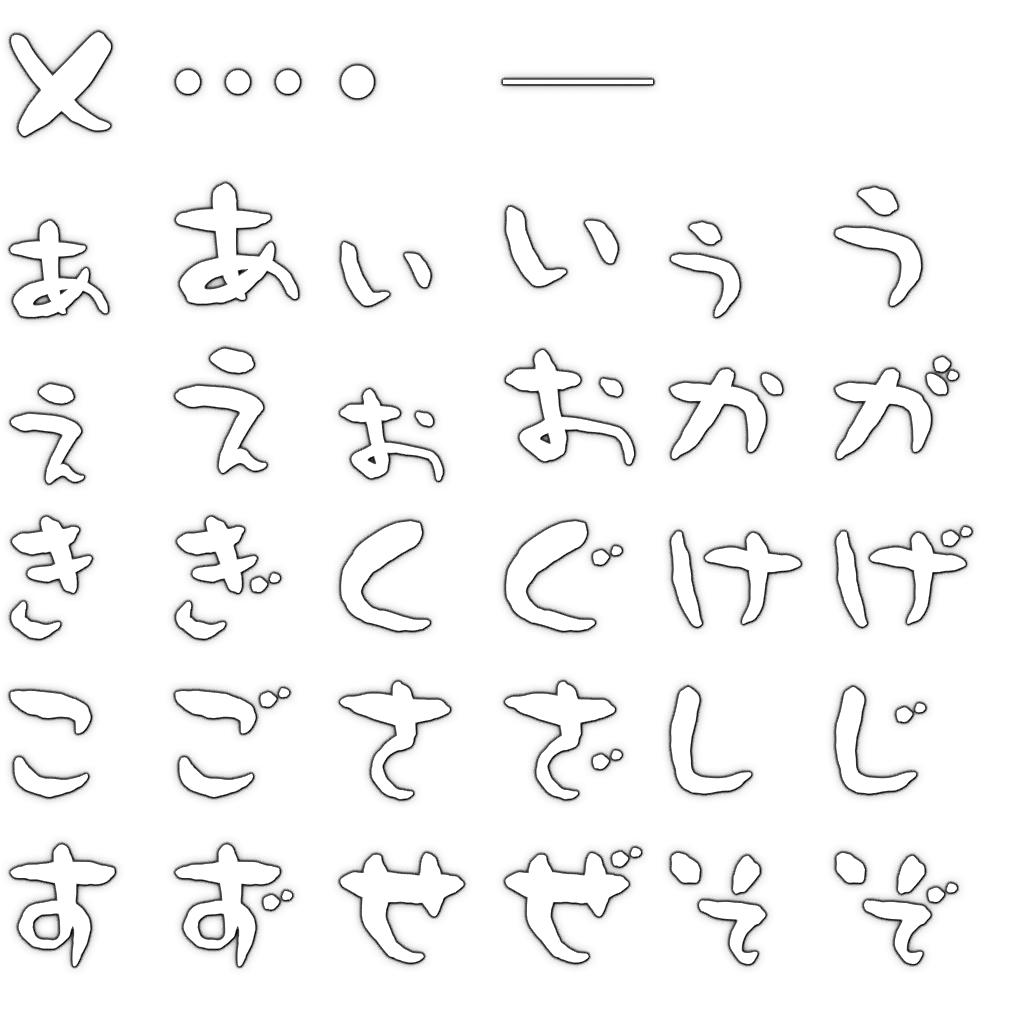 × ・・・ ・ ―
ぁ あ ぃ い ぅ う
ぇ え ぉ お か が
き ぎ く ぐ け げ
こ ご さ ざ し じ
す ず せ ぜ そ ぞ